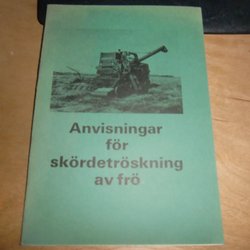 Anvisningar
för
skördetröskning
av frö